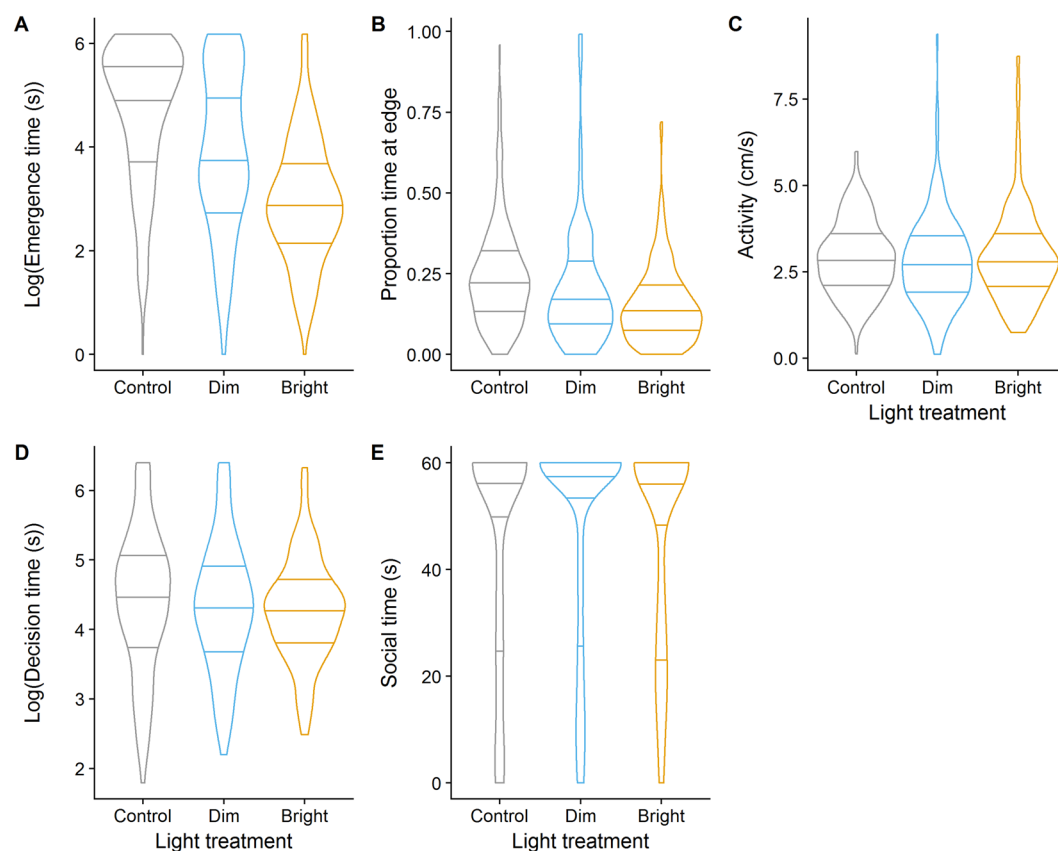 A
Log(Emergence time (s))
6
4
2
0
Control Dim Bright
B
Proportion time at edge
1.00
0.75
0.50
0.25
0.00
Control Dim Bright
C
Activity (cm/s)
7.5
5.0
2.5
0.0
Control Dim Bright
Light treatment
D
Log(Decision time (s))
6
5
4
3
2
Control Dim Bright
Light treatment
E
Social time (s)
60
40
20
0
Control Dim Bright
Light treatment